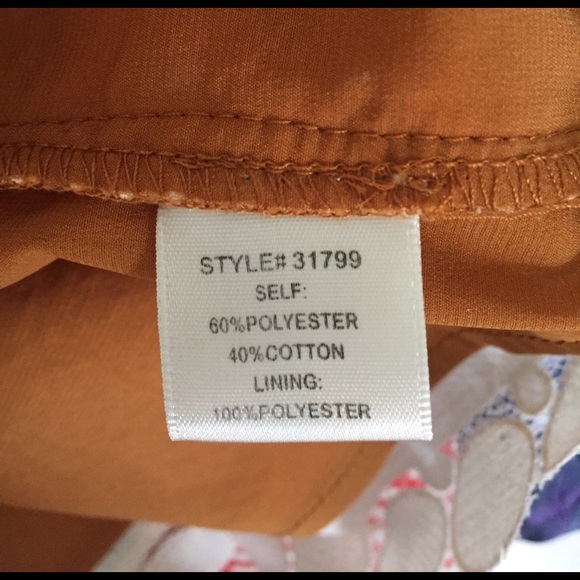 STYLE# 31799
SELF:
60%POLYESTER
40%COTTON
LINING:
100%POLYESTER